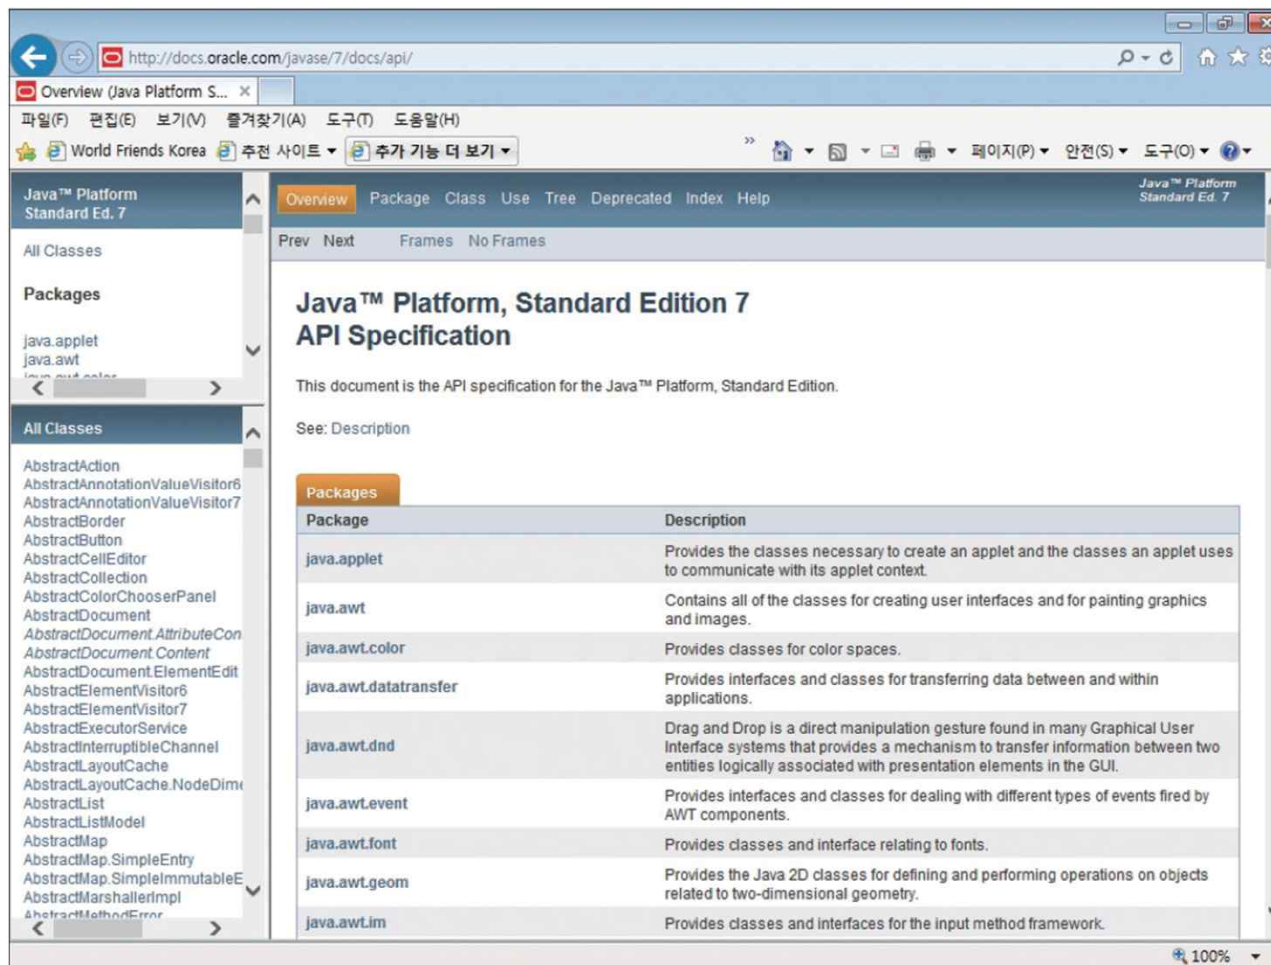 http://docs.oracle.com/javase/7/docs/api/
Overview (Java Platform S...
파일(F) 편집(E) 보기(V) 즐겨찾기(A) 도구(T) 도움말(H)
World Friends Korea 추천 사이트 추가 기능 더 보기
페이지(P) 안전(S) 도구(O)
Java™ Platform
Standard Ed. 7
All Classes
Packages
java.applet
java.awt
java.awt.color
All Classes
AbstractAction
AbstractAnnotationValueVisitor6
AbstractAnnotationValueVisitor7
AbstractBorder
AbstractButton
AbstractCellEditor
AbstractCollection
AbstractColorChooserPanel
AbstractDocument
AbstractDocument.AttributeCon
AbstractDocument.Content
AbstractDocument.ElementEdit
AbstractElementVisitor6
AbstractElementVisitor7
AbstractExecutorService
AbstractInterruptibleChannel
AbstractLayoutCache
AbstractLayoutCache.NodeDime
AbstractList
AbstractListModel
AbstractMap
AbstractMap.SimpleEntry
AbstractMap.SimpleImmutableE
AbstractMarshallerImpl
AbstractMethodError
Overview Package Class Use Tree Deprecated Index Help
Java™ Platform
Standard Ed. 7
Prev Next Frames No Frames
Java™ Platform, Standard Edition 7
API Specification
This document is the API specification for the Java™ Platform, Standard Edition.
See: Description
Packages
Package Description
java.applet Provides the classes necessary to create an applet and the classes an applet uses
to communicate with its applet context.
java.awt Contains all of the classes for creating user interfaces and for painting graphics
and images.
java.awt.color Provides classes for color spaces.
java.awt.datatransfer Provides interfaces and classes for transferring data between and within
applications.
java.awt.dnd Drag and Drop is a direct manipulation gesture found in many Graphical User
Interface systems that provides a mechanism to transfer information between two
entities logically associated with presentation elements in the GUI.
java.awt.event Provides interfaces and classes for dealing with different types of events fired by
AWT components.
java.awt.font Provides classes and interface relating to fonts.
java.awt.geom Provides the Java 2D classes for defining and performing operations on objects
related to two-dimensional geometry.
java.awt.im Provides classes and interfaces for the input method framework.
100%